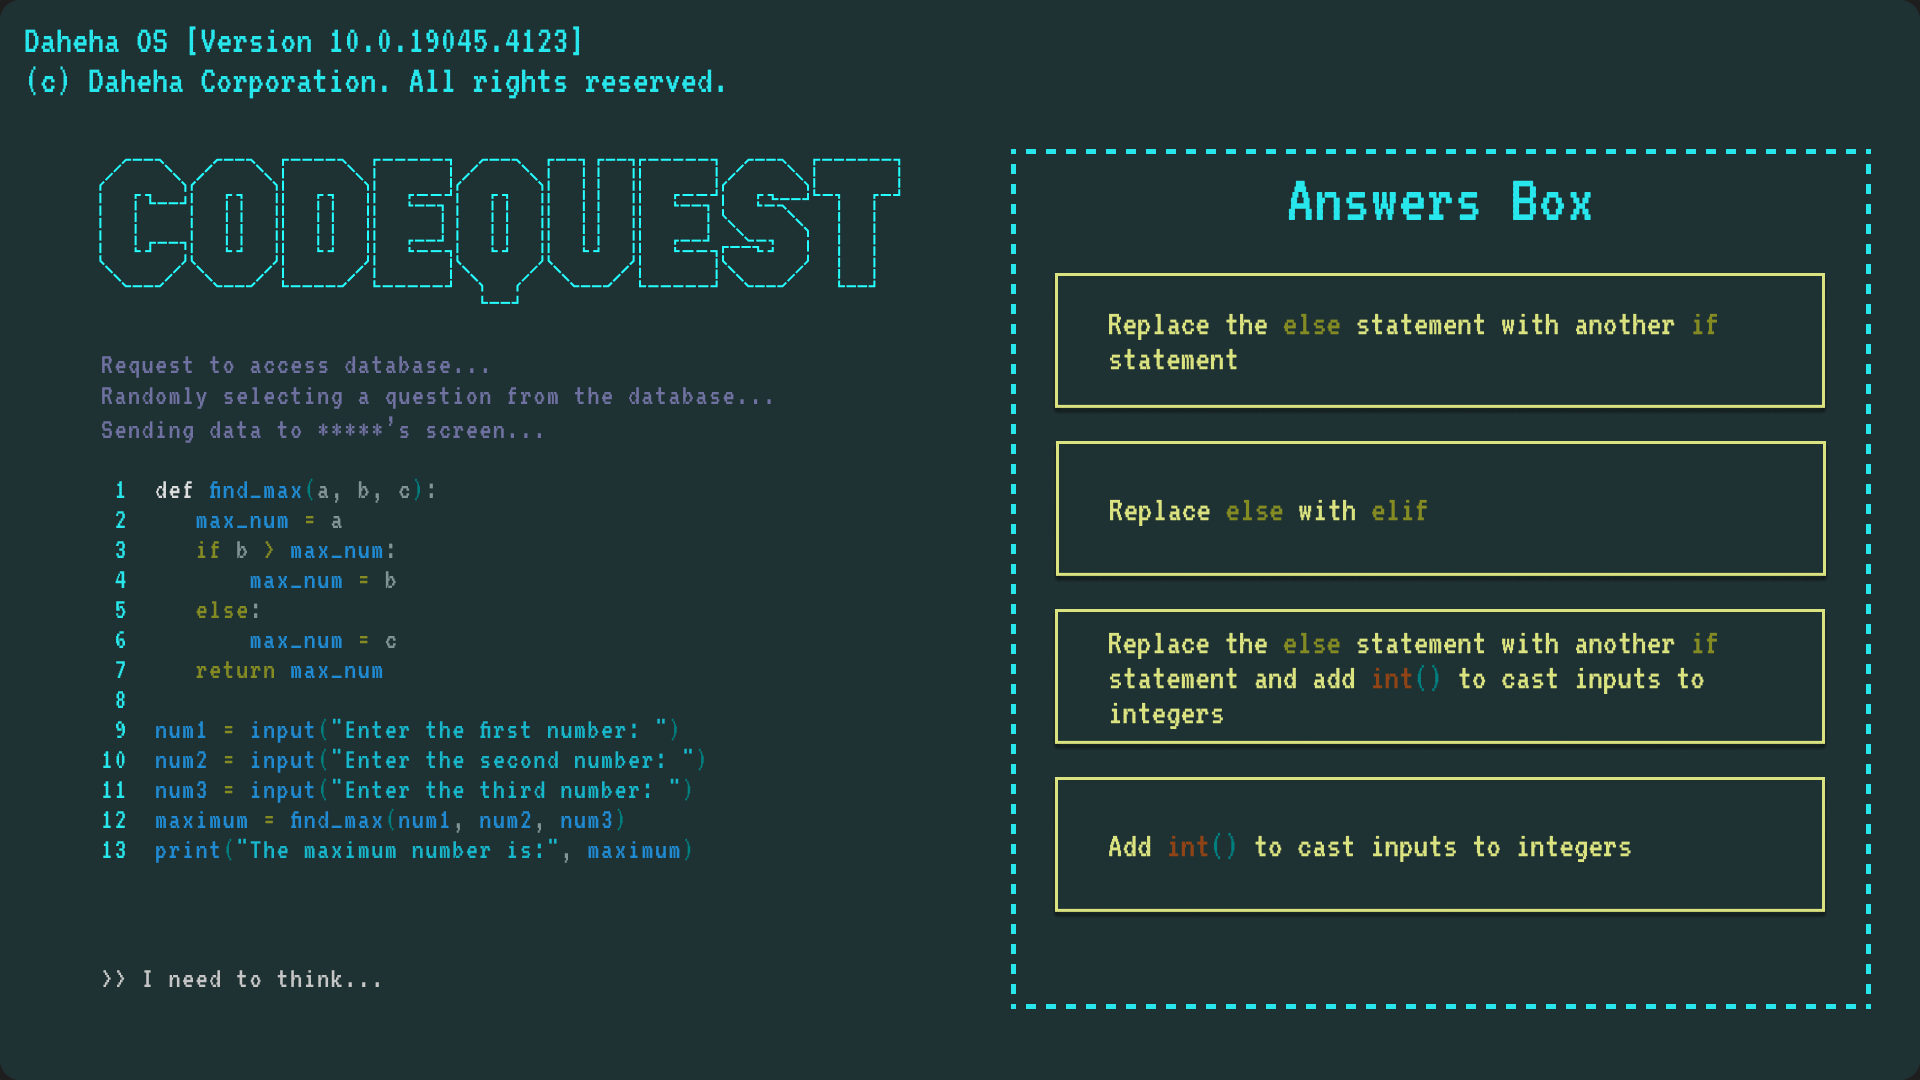 Daheha OS [Version 10.0.19045.4123]
(c) Daheha Corporation. All rights reserved.
CODEQUEST
Request to access database...
Randomly selecting a question from the database...
Sending data to *****'s screen...
1 def find_max(a, b, c):
2 max_num = a
3 if b > max_num:
4 max_num = b
5 else:
6 max_num = c
7 return max_num
8
9 num1 = input("Enter the first number: ")
10 num2 = input("Enter the second number: ")
11 num3 = input("Enter the third number: ")
12 maximum = find_max(num1, num2, num3)
13 print("The maximum number is:", maximum)
>> I need to think...
Answers Box
Replace the else statement with another if
statement
Replace else with elif
Replace the else statement with another if
statement and add int() to cast inputs to
integers
Add int() to cast inputs to integers